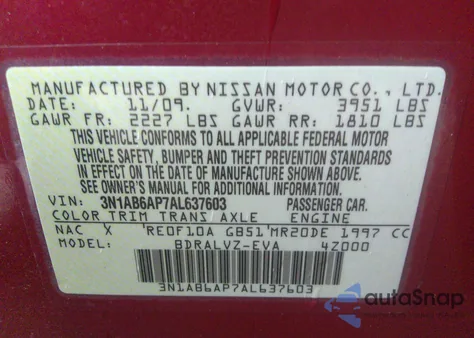 MANUFACTURED BY NISSAN MOTOR CO., LTD.
DATE: 11/09. GVWR: 3951 LBS
GAWR FR: 2227 LBS GAWR RR: 1810 LBS
THIS VEHICLE CONFORMS TO ALL APPLICABLE FEDERAL MOTOR
VEHICLE SAFETY, BUMPER AND THEFT PREVENTION STANDARDS
IN EFFECT ON THE DATE OF MANUFACTURE SHOWN ABOVE.
SEE OWNER'S MANUAL FOR ADDITIONAL INFORMATION
VIN: 3N1AB6AP7AL637603 PASSENGER CAR.
COLOR TRIM TRANS AXLE ENGINE
NAC X RE0F10A GB51 MR20DE 1997 CC
MODEL: BDRALVZ-EVA 4Z000
3N1AB6AP7AL637603
autoSnap